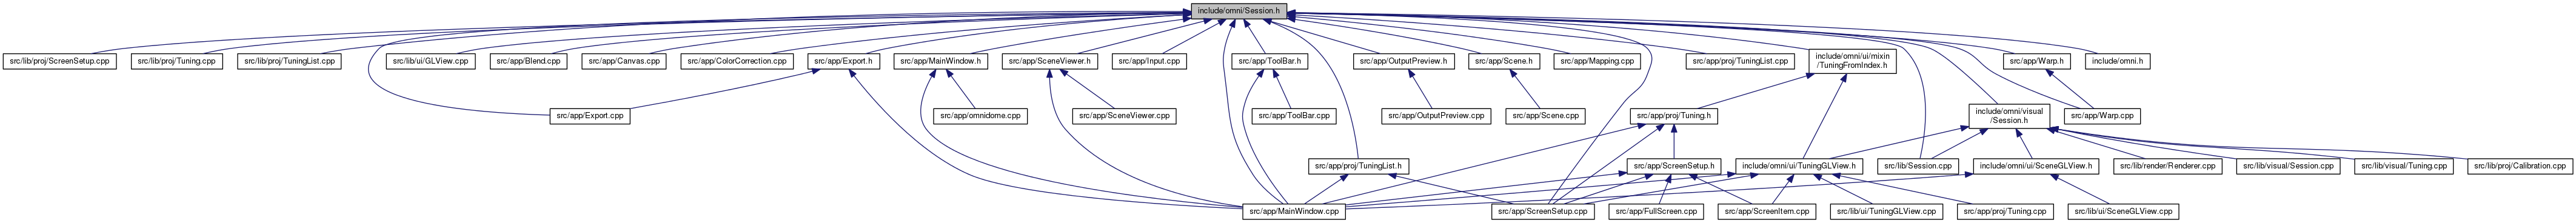 include/omni/Session.h
src/lib/proj/ScreenSetup.cpp
src/lib/proj/Tuning.cpp
src/lib/proj/TuningList.cpp
src/lib/ui/GLView.cpp
src/app/Blend.cpp
src/app/Canvas.cpp
src/app/ColorCorrection.cpp
src/app/Export.h
src/app/MainWindow.h
src/app/SceneViewer.h
src/app/Input.cpp
src/app/ToolBar.h
src/app/OutputPreview.h
src/app/Scene.h
src/app/Mapping.cpp
src/app/proj/TuningList.cpp
include/omni/ui/mixin
/TuningFromIndex.h
src/app/Warp.h
include/omni.h
src/app/Export.cpp
src/app/omnidome.cpp
src/app/SceneViewer.cpp
src/app/ToolBar.cpp
src/app/OutputPreview.cpp
src/app/Scene.cpp
src/app/proj/Tuning.h
include/omni/visual
/Session.h
src/app/Warp.cpp
src/app/proj/TuningList.h
src/app/ScreenSetup.h
include/omni/ui/TuningGLView.h
src/lib/Session.cpp
include/omni/ui/SceneGLView.h
src/lib/render/Renderer.cpp
src/lib/visual/Session.cpp
src/lib/visual/Tuning.cpp
src/lib/proj/Calibration.cpp
src/app/MainWindow.cpp
src/app/ScreenSetup.cpp
src/app/FullScreen.cpp
src/app/ScreenItem.cpp
src/lib/ui/TuningGLView.cpp
src/app/proj/Tuning.cpp
src/lib/ui/SceneGLView.cpp